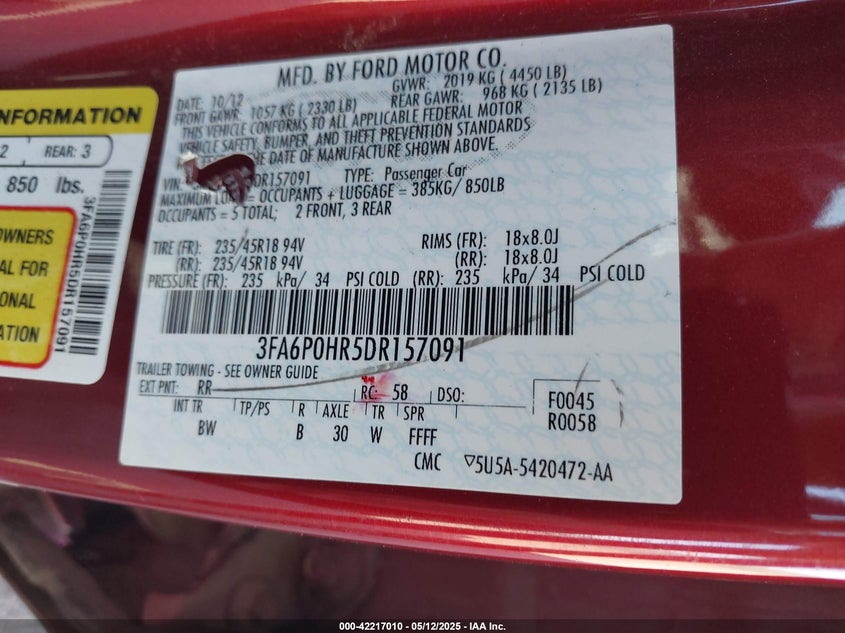 MFD. BY FORD MOTOR CO.
DATE: 10/12 GVWR: 2019 KG ( 4450 LB)
FRONT GAWR: 1057 KG ( 2330 LB) REAR GAWR: 968 KG ( 2135 LB)
THIS VEHICLE CONFORMS TO ALL APPLICABLE FEDERAL MOTOR
VEHICLE SAFETY, BUMPER, AND THEFT PREVENTION STANDARDS
THE DATE OF MANUFACTURE SHOWN ABOVE.
VIN: DR157091 TYPE: Passenger Car
MAXIMUM = OCCUPANTS + LUGGAGE = 385KG/ 850LB
OCCUPANTS = 5 TOTAL; 2 FRONT, 3 REAR
TIRE (FR): 235/45R18 94V RIMS (FR): 18x8.0J
(RR): 235/45R18 94V (RR): 18x8.0J
PRESSURE (FR): 235 kPa/ 34 PSI COLD (RR): 235 kPa/ 34 PSI COLD
3FA6P0HR5DR157091
TRAILER TOWING - SEE OWNER GUIDE
EXT PNT: RR RC: 58 DSO: F0045
INT TR TP/PS R AXLE TR SPR R0058
BW B 30 W FFFF
CMC 5U5A-5420472-AA
INFORMATION
2 REAR: 3
850 lbs.
OWNERS
AL FOR
ONAL
ON
3FA6P0HR5DR157091
000-42217010 - 05/12/2025 - IAA Inc.